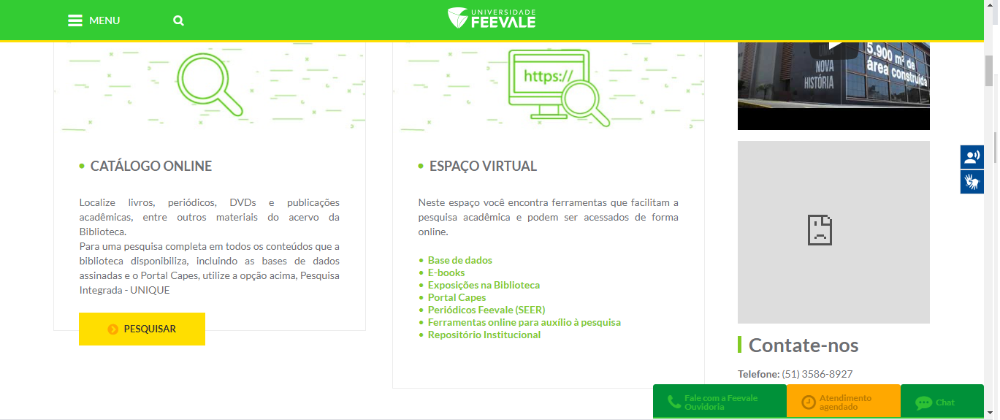 MENU
UNIVERSIDADE
FEEVALE
https://
UMA
NOVA
HISTÓRIA
5.900 m² de
área construída
CATÁLOGO ONLINE
Localize livros, periódicos, DVDs e publicações
acadêmicas, entre outros materiais do acervo da
Biblioteca.
Para uma pesquisa completa em todos os conteúdos que a
biblioteca disponibiliza, incluindo as bases de dados
assinadas e o Portal Capes, utilize a opção acima, Pesquisa
Integrada - UNIQUE
PESQUISAR
ESPAÇO VIRTUAL
Neste espaço você encontra ferramentas que facilitam a
pesquisa acadêmica e podem ser acessados de forma
online.
• Base de dados
• E-books
• Exposições na Biblioteca
• Portal Capes
• Periódicos Feevale (SEER)
• Ferramentas online para auxílio à pesquisa
• Repositório Institucional
Contate-nos
Telefone: (51) 3586-8927
Fale com a Feevale
Ouvidoria
Atendimento
agendado
Chat